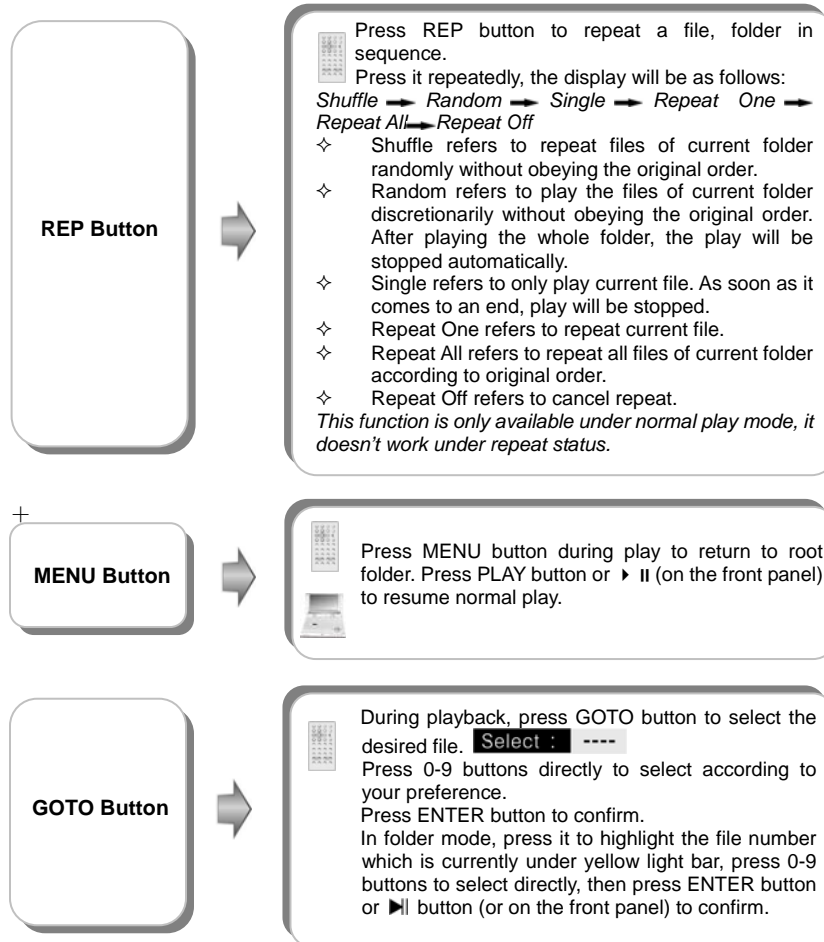 REP Button
Press REP button to repeat a file, folder in
sequence.
Press it repeatedly, the display will be as follows:
Shuffle → Random → Single → Repeat One →
Repeat All→Repeat Off
✧ Shuffle refers to repeat files of current folder
randomly without obeying the original order.
✧ Random refers to play the files of current folder
discretionarily without obeying the original order.
After playing the whole folder, the play will be
stopped automatically.
✧ Single refers to only play current file. As soon as it
comes to an end, play will be stopped.
✧ Repeat One refers to repeat current file.
✧ Repeat All refers to repeat all files of current folder
according to original order.
✧ Repeat Off refers to cancel repeat.
This function is only available under normal play mode, it
doesn't work under repeat status.
+
MENU Button
Press MENU button during play to return to root
folder. Press PLAY button or ▶ II (on the front panel)
to resume normal play.
GOTO Button
During playback, press GOTO button to select the
desired file. Select : ----
Press 0-9 buttons directly to select according to
your preference.
Press ENTER button to confirm.
In folder mode, press it to highlight the file number
which is currently under yellow light bar, press 0-9
buttons to select directly, then press ENTER button
or ▶II button (or on the front panel) to confirm.